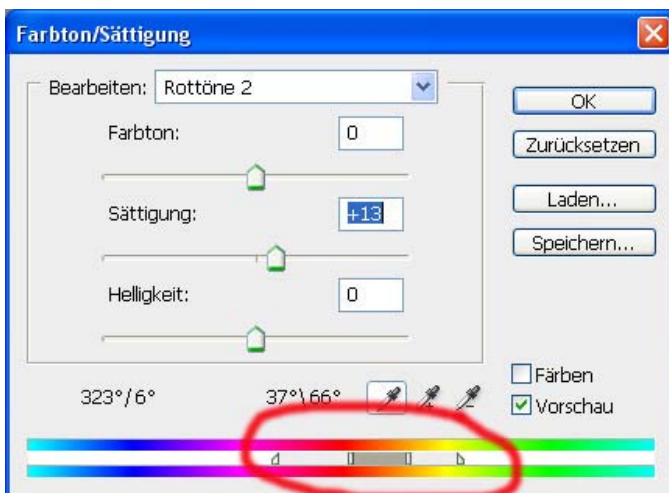 Farbton/Sättigung
Bearbeiten: Rottöne 2
OK
Farbton: 0
Zurücksetzen
Sättigung: +13
Laden...
Speichern...
Helligkeit: 0
Färben
323°/6° 37°\66°
Vorschau